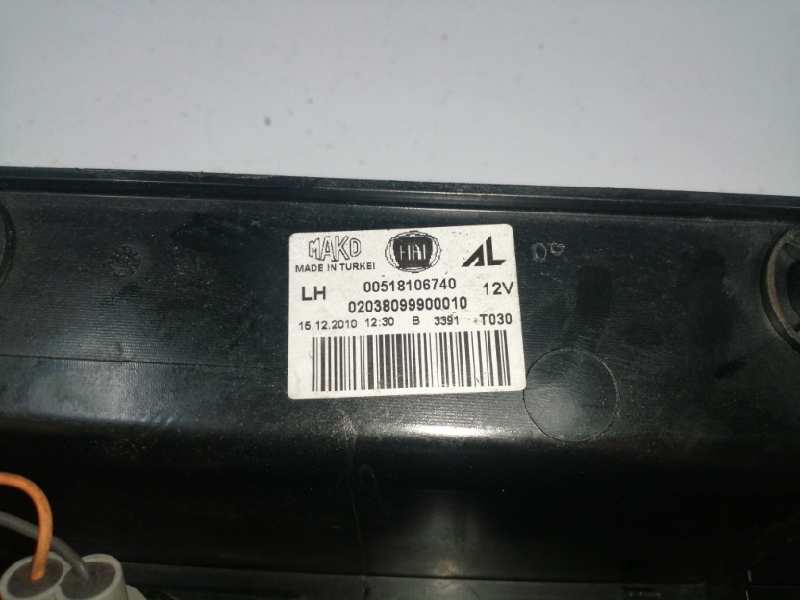 MAKO FIAT AL
MADE IN TURKEI
LH 00518106740 12V
02038099900010
15.12.2010 12:30 B 3391 T030